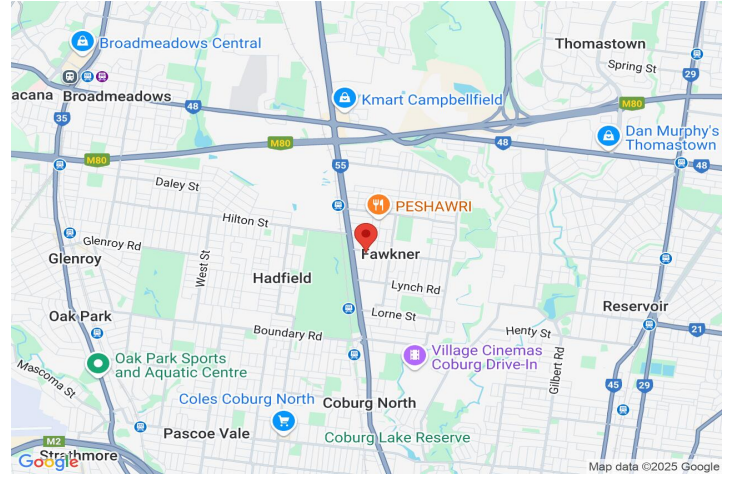 Broadmeadows Central
Thomastown
Spring St
29
acana
Broadmeadows
48
Kmart Campbellfield
M80
35
M80
M80
48
Dan Murphy's
Thomastown
48
55
Daley St
PESHAWRI
Hilton St
Glenroy Rd
West St
Glenroy
Fawkner
Hadfield
Lynch Rd
Reservoir
Oak Park
Lorne St
Boundary Rd
Henty St
21
Oak Park Sports
and Aquatic Centre
Village Cinemas
Coburg Drive-In
Gilbert Rd
Mascoma St
45
29
Coles Coburg North
Coburg North
Pascoe Vale
Coburg Lake Reserve
M2
Strathmore
Google
Map data ©2025 Google